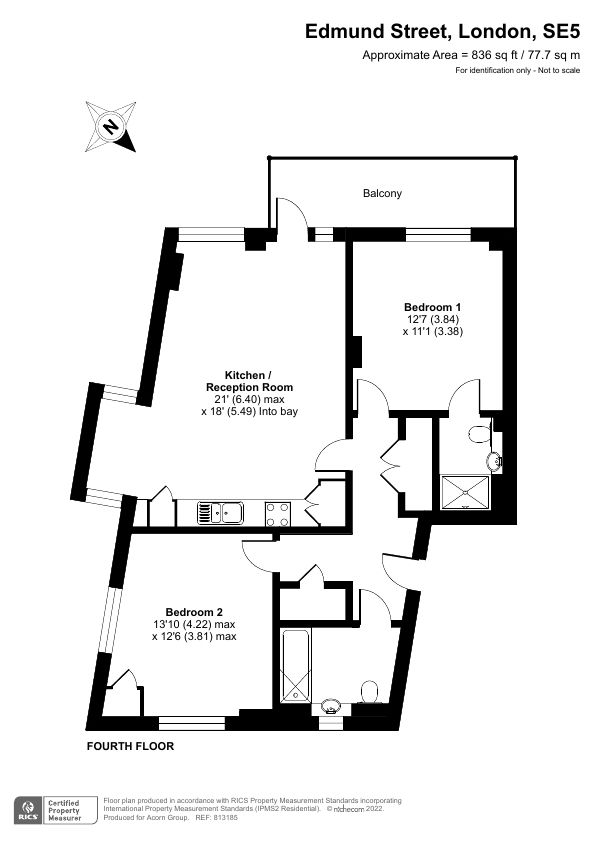 Edmund Street, London, SE5
Approximate Area = 836 sq ft / 77.7 sq m
For identification only - Not to scale
N
Balcony
Bedroom 1
12'7 (3.84)
x 11'1 (3.38)
Kitchen /
Reception Room
21' (6.40) max
x 18' (5.49) Into bay
Bedroom 2
13'10 (4.22) max
x 12'6 (3.81) max
FOURTH FLOOR
RICS
Certified
Property
Measurer
Floor plan produced in accordance with RICS Property Measurement Standards incorporating
International Property Measurement Standards (IPMS2 Residential). © nichecom 2022.
Produced for Acorn Group. REF: 813185